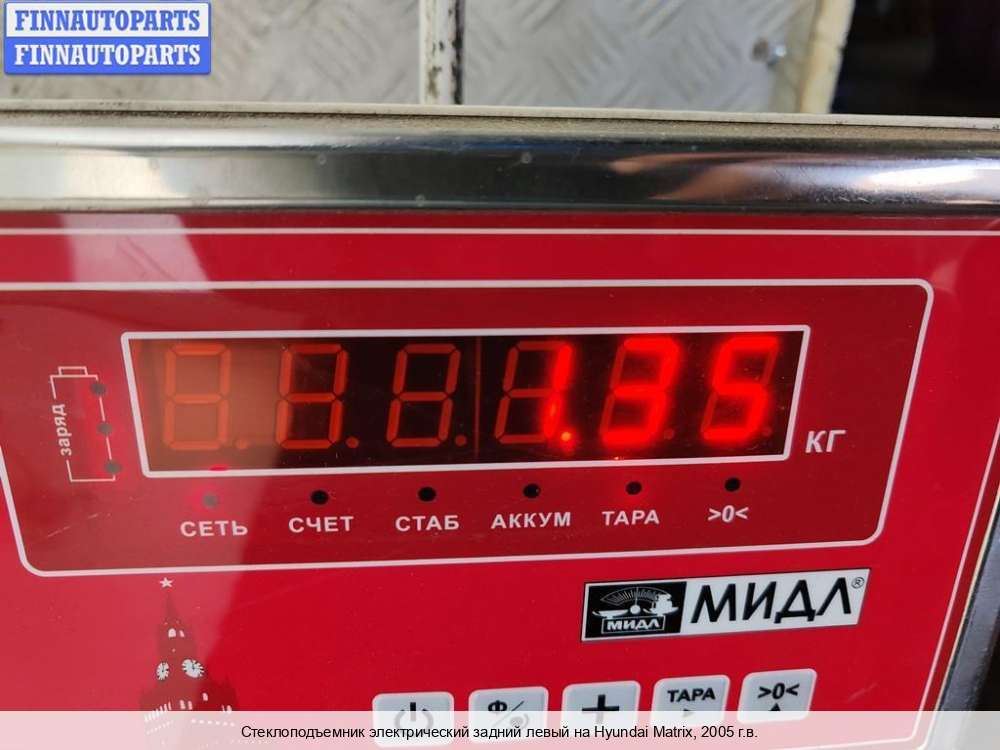 FINNAUTOPARTS
FINNAUTOPARTS
заряд
1.35
КГ
СЕТЬ СЧЕТ СТАБ АККУМ ТАРА >0<
МИДЛ МИДЛ®
Ф ТАРА >0<
Стеклоподъемник электрический задний левый на Hyundai Matrix, 2005 г.в.